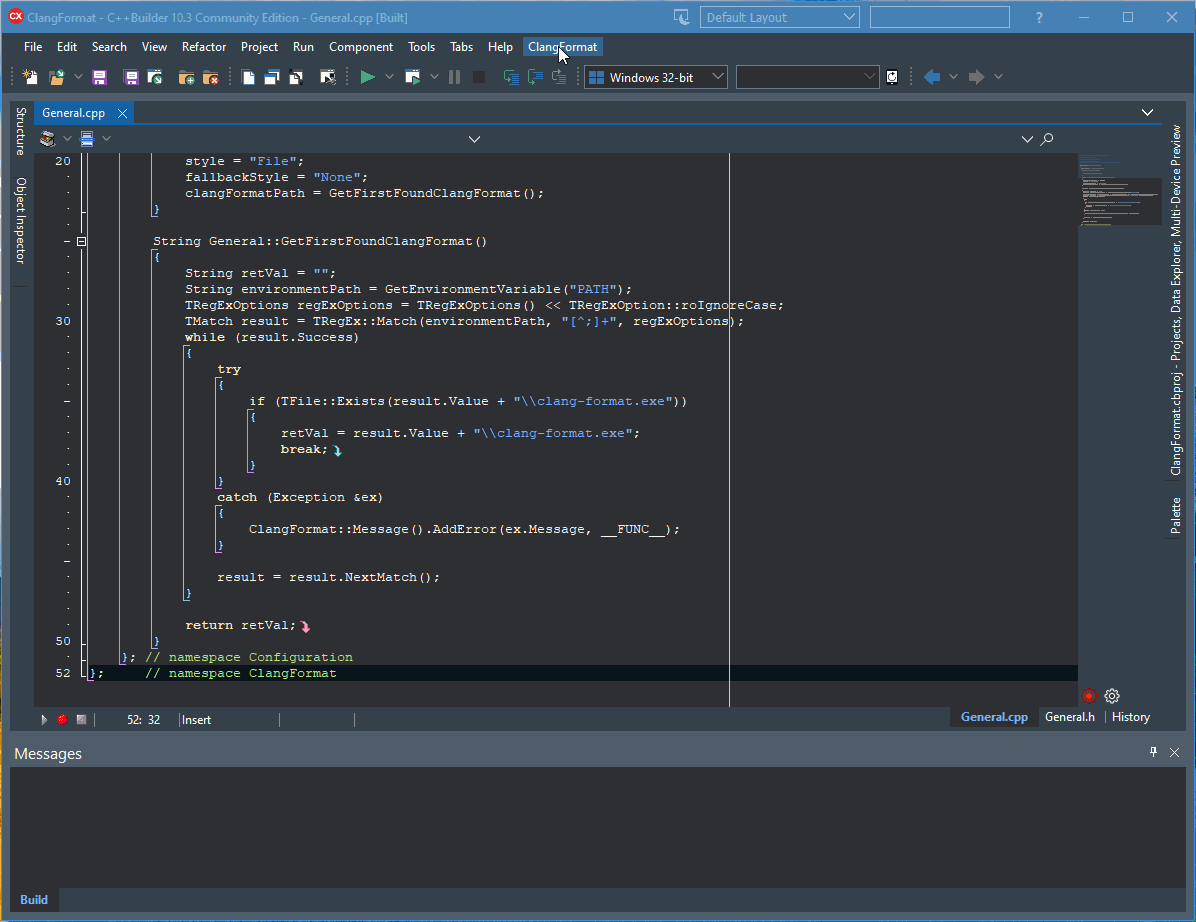 ClangFormat - C++Builder 10.3 Community Edition - General.cpp [Built]
Default Layout
?
File Edit Search View Refactor Project Run Component Tools Tabs Help ClangFormat
Windows 32-bit
Structure
Object Inspector
General.cpp
20 style = "File";
fallbackStyle = "None";
clangFormatPath = GetFirstFoundClangFormat();
}
String General::GetFirstFoundClangFormat()
{
String retVal = "";
String environmentPath = GetEnvironmentVariable("PATH");
TRegExOptions regExOptions = TRegExOptions() << TRegExOption::roIgnoreCase;
30 TMatch result = TRegEx::Match(environmentPath, "[^;]+", regExOptions);
while (result.Success)
{
try
{
if (TFile::Exists(result.Value + "\\clang-format.exe"))
{
retVal = result.Value + "\\clang-format.exe";
break;
}
40 }
catch (Exception &ex)
{
ClangFormat::Message().AddError(ex.Message, __FUNC__);
}
result = result.NextMatch();
}
return retVal;
50 }
}; // namespace Configuration
52 }; // namespace ClangFormat
52: 32 Insert
General.cpp General.h History
ClangFormat.cbproj - Projects, Data Explorer, Multi-Device Preview
Palette
Messages
Build